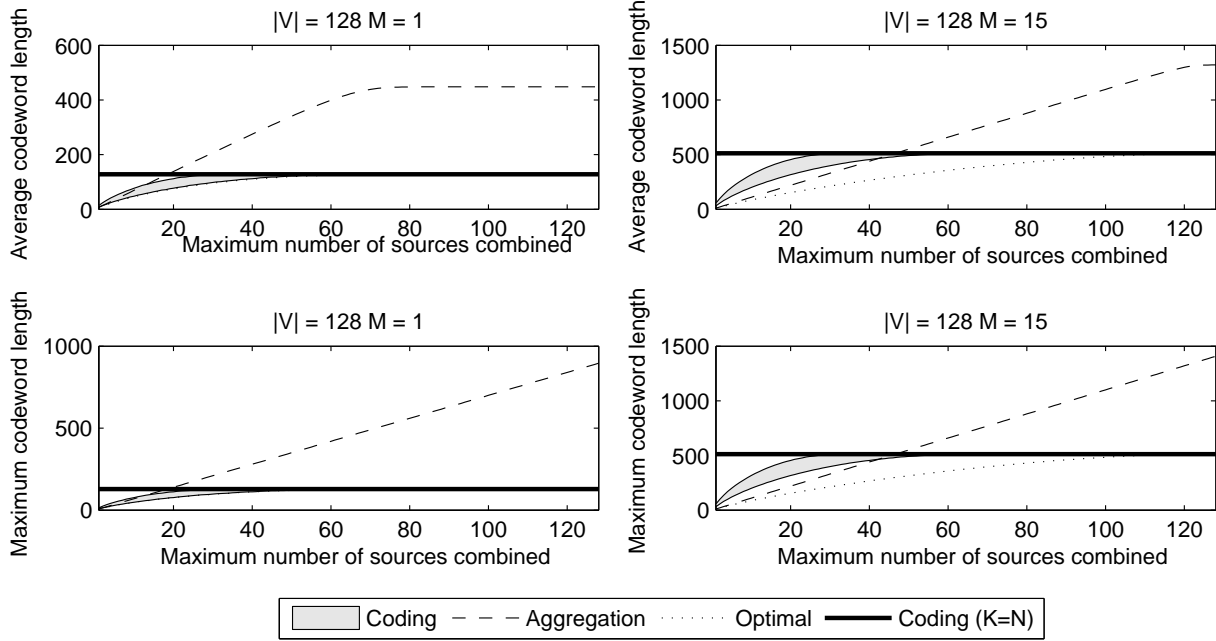 |V| = 128 M = 1
Average codeword length
600
400
200
0
20 40 60 80 100 120
Maximum number of sources combined
|V| = 128 M = 15
Average codeword length
1500
1000
500
0
20 40 60 80 100 120
Maximum number of sources combined
|V| = 128 M = 1
Maximum codeword length
1000
500
0
20 40 60 80 100 120
Maximum number of sources combined
|V| = 128 M = 15
Maximum codeword length
1500
1000
500
0
20 40 60 80 100 120
Maximum number of sources combined
Coding Aggregation Optimal Coding (K=N)